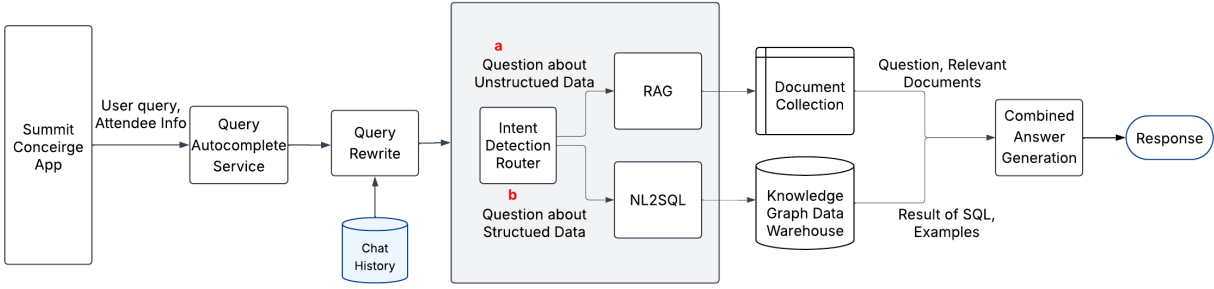 Summit
Conceirge
App
User query,
Attendee Info
Query
Autocomplete
Service
Query
Rewrite
Chat
History
a
Question about
Unstructued Data
Intent
Detection
Router
b
Question about
Structued Data
RAG
NL2SQL
Document
Collection
Knowledge
Graph Data
Warehouse
Question, Relevant
Documents
Result of SQL,
Examples
Combined
Answer
Generation
Response